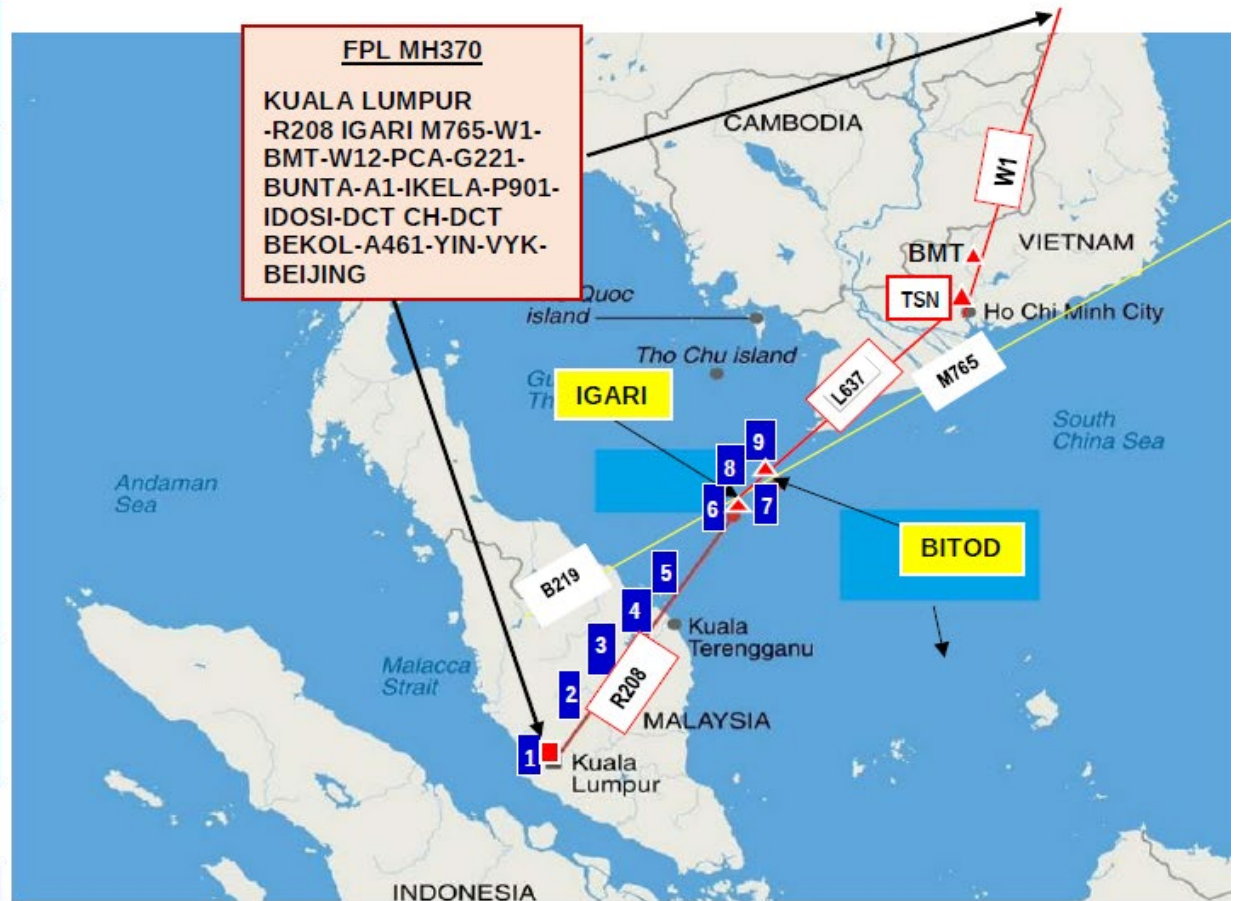 FPL MH370
KUALA LUMPUR
-R208 IGARI M765-W1-
BMT-W12-PCA-G221-
BUNTA-A1-IKELA-P901-
IDOSI-DCT CH-DCT
BEKOL-A461-YIN-VYK-
BEIJING
CAMBODIA
W1
VIETNAM
BMT
TSN
Ho Chi Minh City
Quoc
island
Tho Chu island
M765
L637
IGARI
South
China Sea
Andaman
Sea
9
8
6
7
BITOD
B219
5
4
Kuala
Terengganu
3
R208
2
Malacca
Strait
MALAYSIA
1
Kuala
Lumpur
INDONESIA